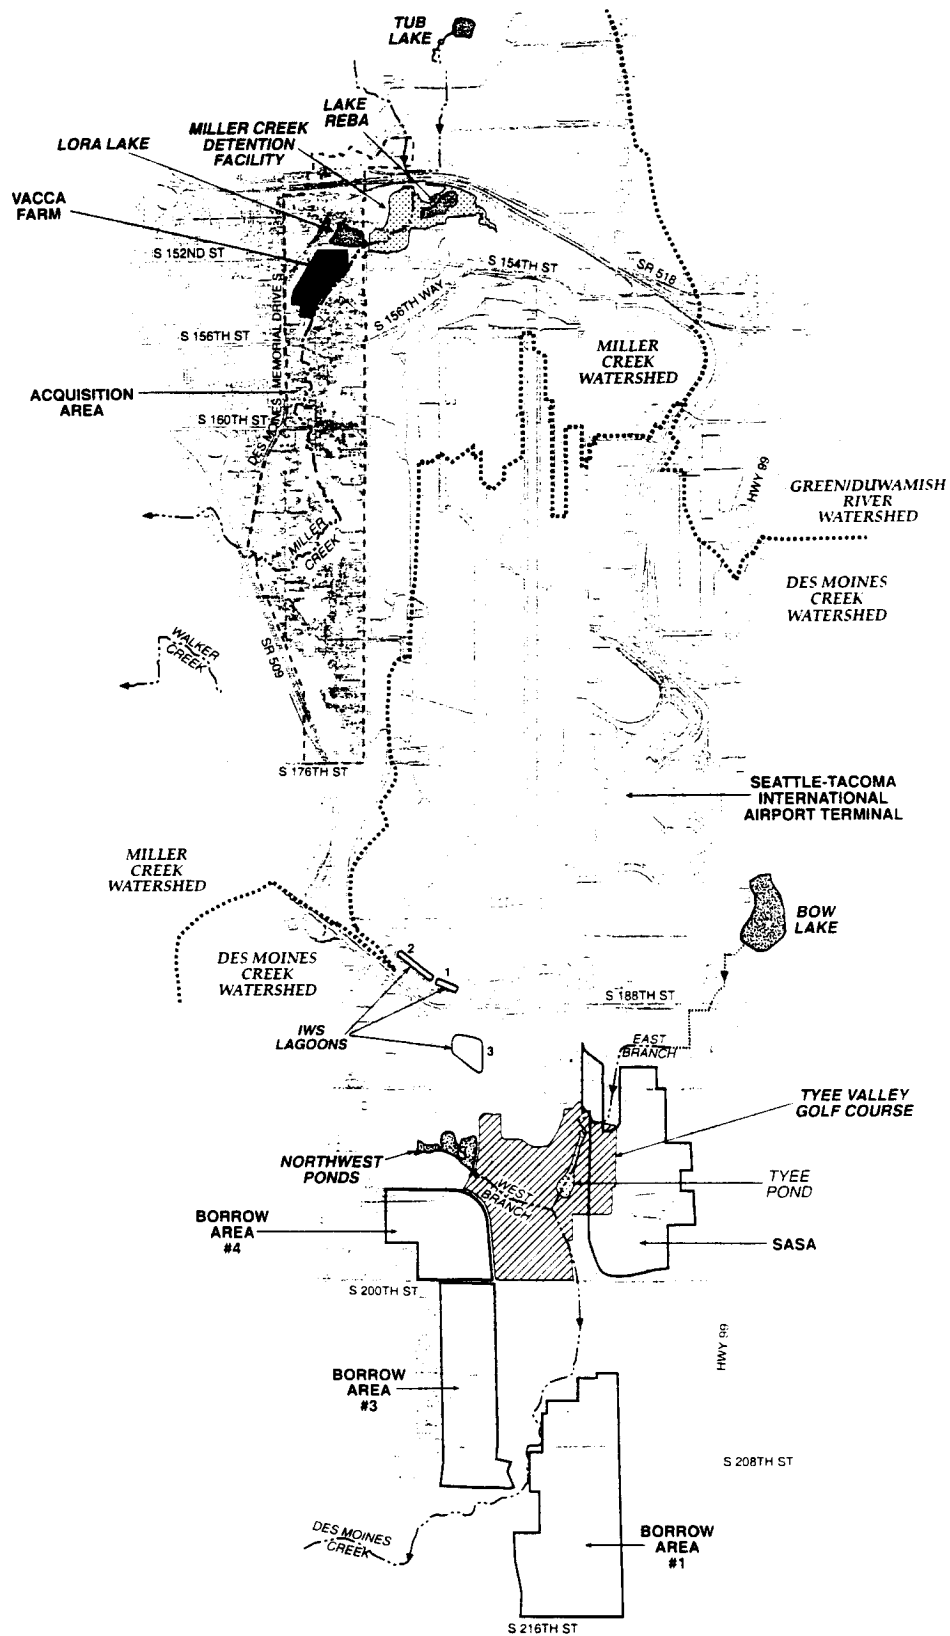 TUB
LAKE
LAKE
REBA
MILLER CREEK
DETENTION
FACILITY
LORA LAKE
VACCA
FARM
S 152ND ST
S 154TH ST
SR 518
S 156TH WAY
DES MOINES MEMORIAL DRIVE S
S 156TH ST
MILLER
CREEK
WATERSHED
ACQUISITION
AREA
S 160TH ST
HWY 99
GREEN/DUWAMISH
RIVER
WATERSHED
MILLER
CREEK
DES MOINES
CREEK
WATERSHED
WALKER
CREEK
SR 509
S 176TH ST
SEATTLE-TACOMA
INTERNATIONAL
AIRPORT TERMINAL
MILLER
CREEK
WATERSHED
BOW
LAKE
DES MOINES
CREEK
WATERSHED
2
1
S 188TH ST
IWS
LAGOONS
3
EAST
BRANCH
TYEE VALLEY
GOLF COURSE
NORTHWEST
PONDS
WEST
BRANCH
TYEE
POND
BORROW
AREA
#4
SASA
S 200TH ST
HWY 99
BORROW
AREA
#3
S 208TH ST
DES MOINES
CREEK
BORROW
AREA
#1
S 216TH ST